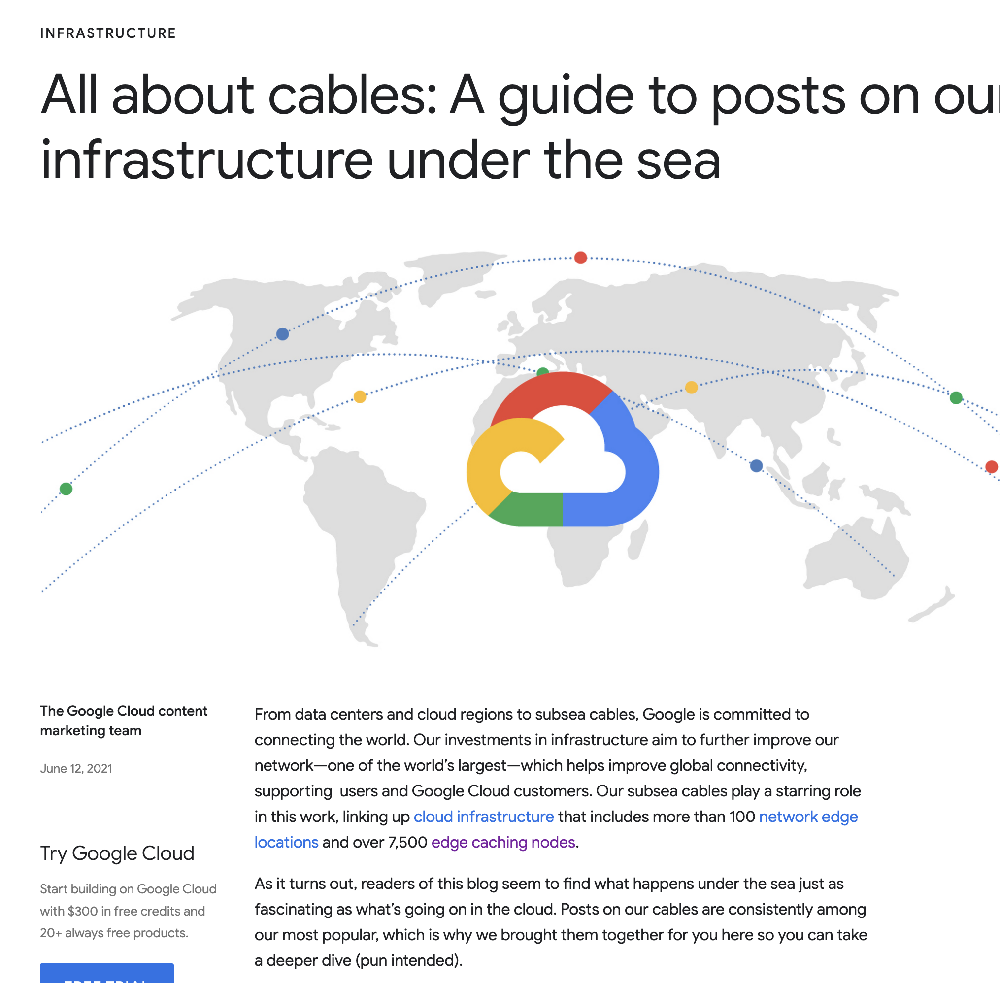 INFRASTRUCTURE
All about cables: A guide to posts on our
infrastructure under the sea
The Google Cloud content
marketing team
June 12, 2021
Try Google Cloud
Start building on Google Cloud
with $300 in free credits and
20+ always free products.
FREE TRIAL
From data centers and cloud regions to subsea cables, Google is committed to
connecting the world. Our investments in infrastructure aim to further improve our
network—one of the world’s largest—which helps improve global connectivity,
supporting  users and Google Cloud customers. Our subsea cables play a starring role
in this work, linking up cloud infrastructure that includes more than 100 network edge
locations and over 7,500 edge caching nodes.
As it turns out, readers of this blog seem to find what happens under the sea just as
fascinating as what’s going on in the cloud. Posts on our cables are consistently among
our most popular, which is why we brought them together for you here so you can take
a deeper dive (pun intended).